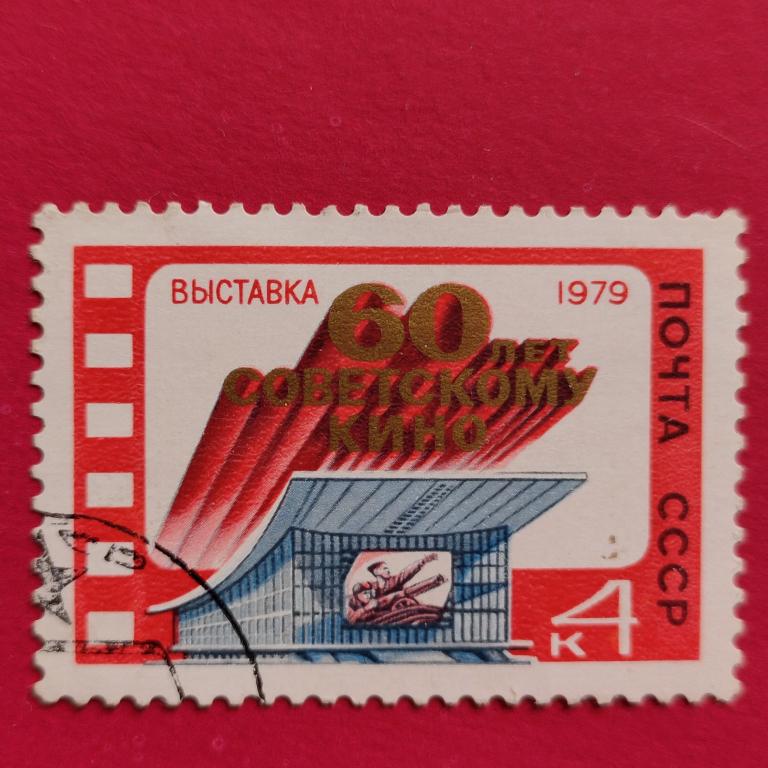 ВЫСТАВКА
1979
60 ЛЕТ
СОВЕТСКОМУ
КИНО
ПОЧТА СССР
4 К